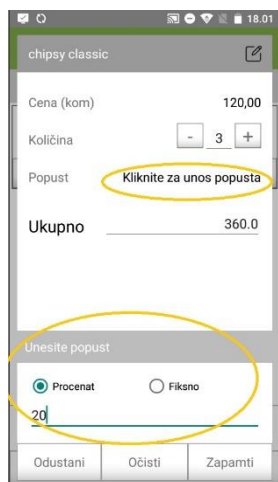 18.01
chipsy classic
Cena (kom) 120,00
Količina - 3 +
Popust Kliknite za unos popusta
Ukupno 360.0
Unesite popust
Procenat Fiksno
20
Odustani Očisti Zapamti